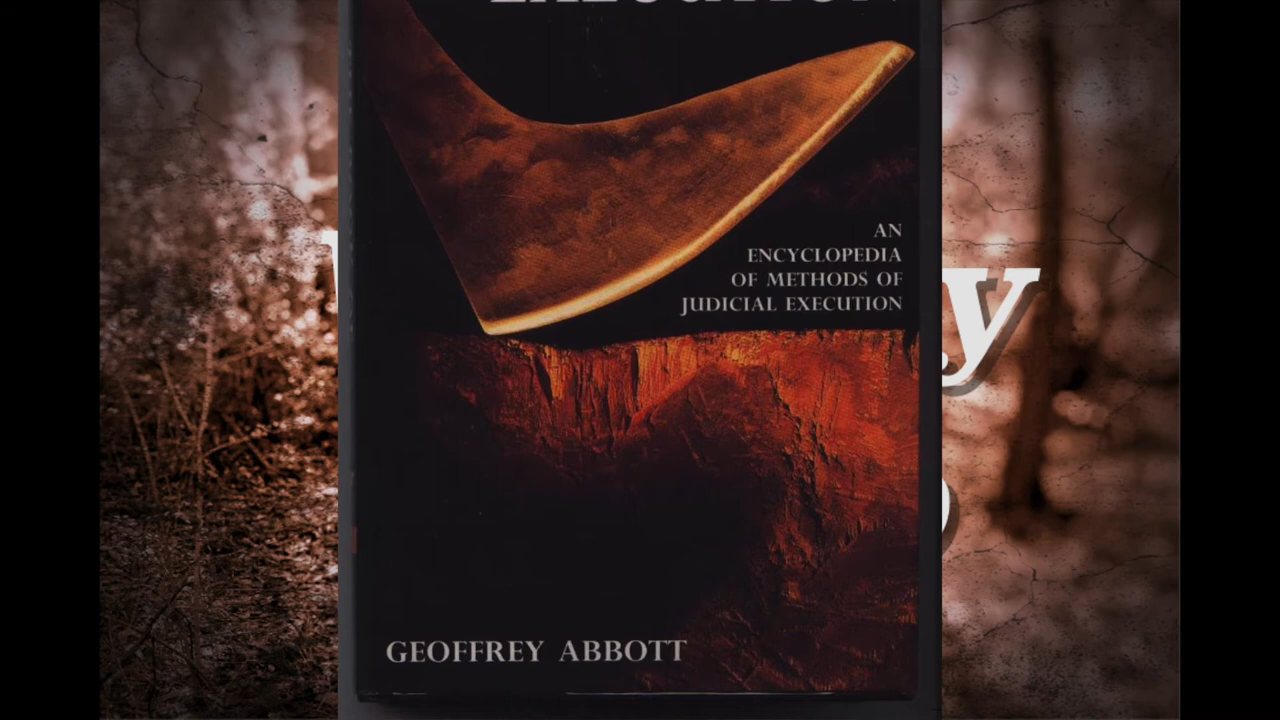 AN
ENCYCLOPEDIA
OF METHODS OF
JUDICIAL EXECUTION
y
GEOFFREY ABBOTT